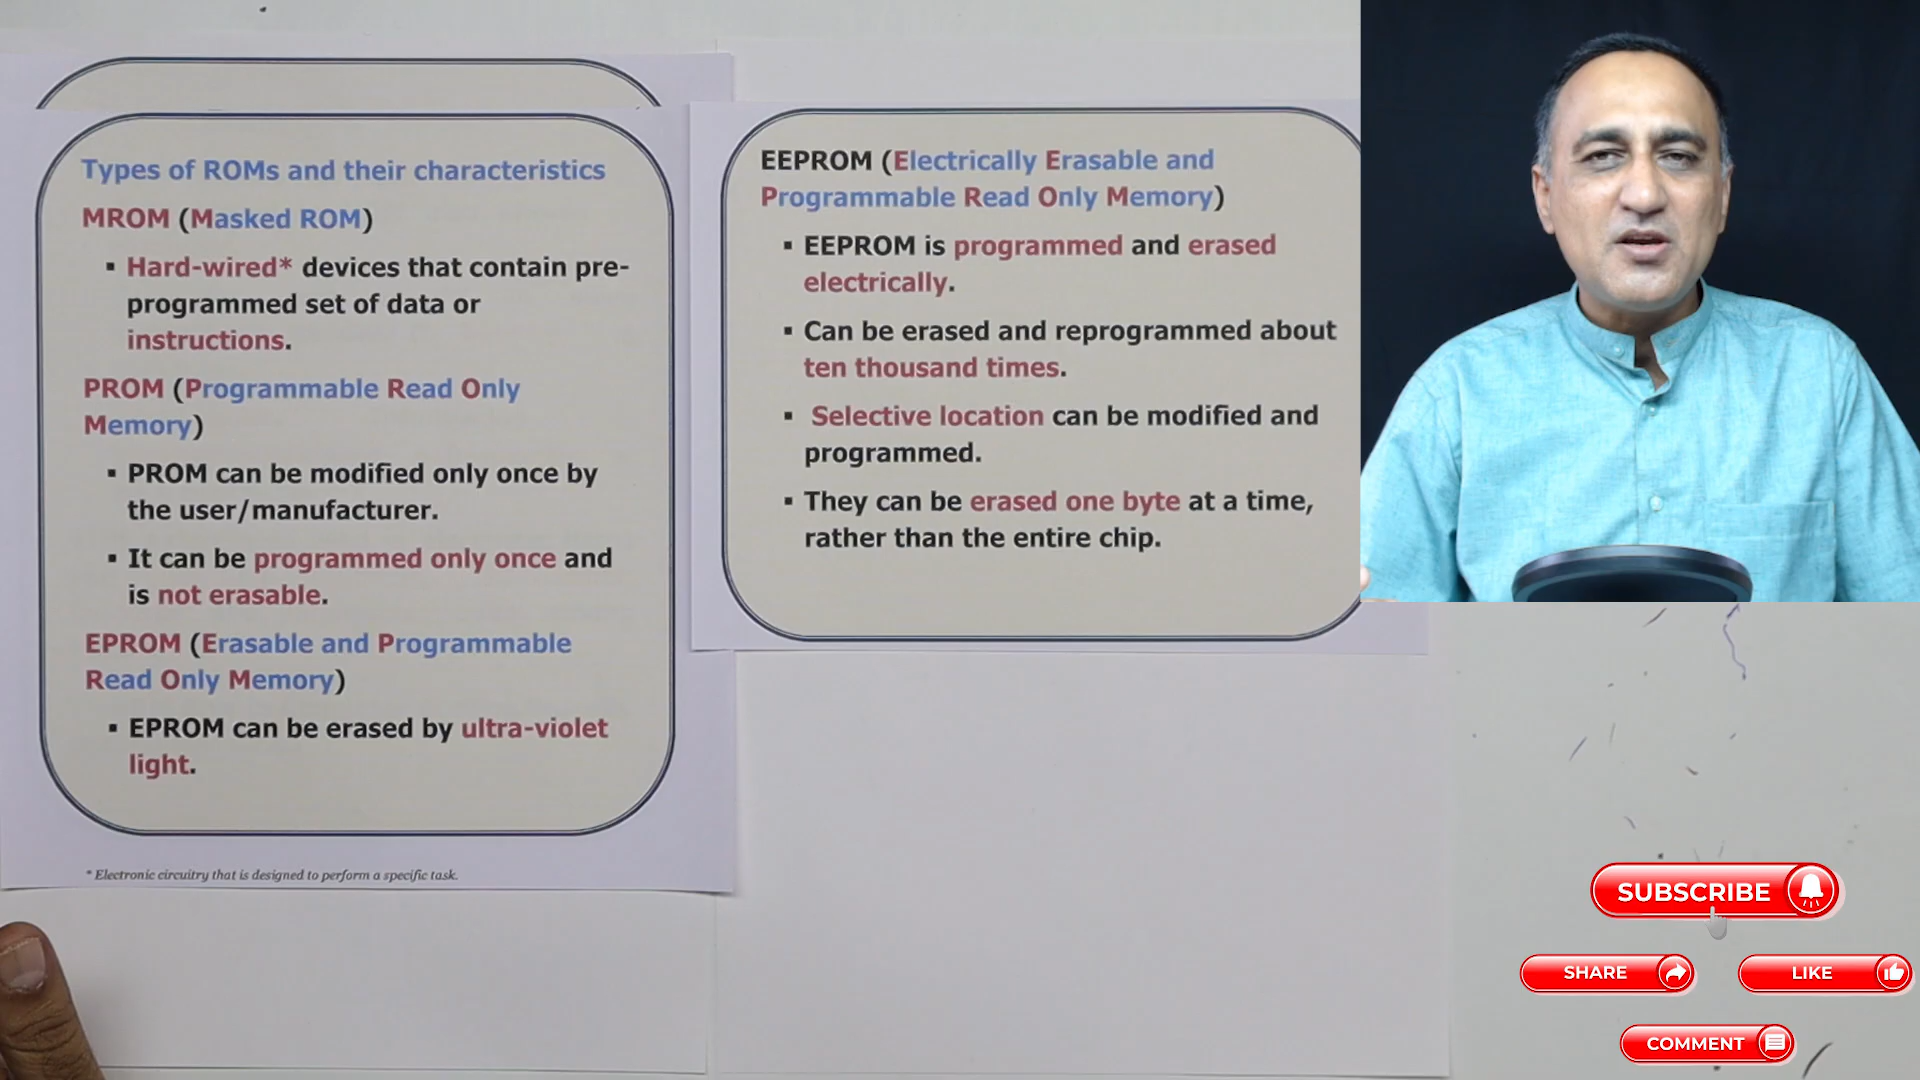 Types of ROMs and their characteristics
MROM (Masked ROM)
▪ Hard-wired* devices that contain pre-
programmed set of data or
instructions.
PROM (Programmable Read Only
Memory)
▪ PROM can be modified only once by
the user/manufacturer.
▪ It can be programmed only once and
is not erasable.
EPROM (Erasable and Programmable
Read Only Memory)
▪ EPROM can be erased by ultra-violet
light.
* Electronic circuitry that is designed to perform a specific task.
EEPROM (Electrically Erasable and
Programmable Read Only Memory)
▪ EEPROM is programmed and erased
electrically.
▪ Can be erased and reprogrammed about
ten thousand times.
▪ Selective location can be modified and
programmed.
▪ They can be erased one byte at a time,
rather than the entire chip.
SUBSCRIBE
SHARE
LIKE
COMMENT